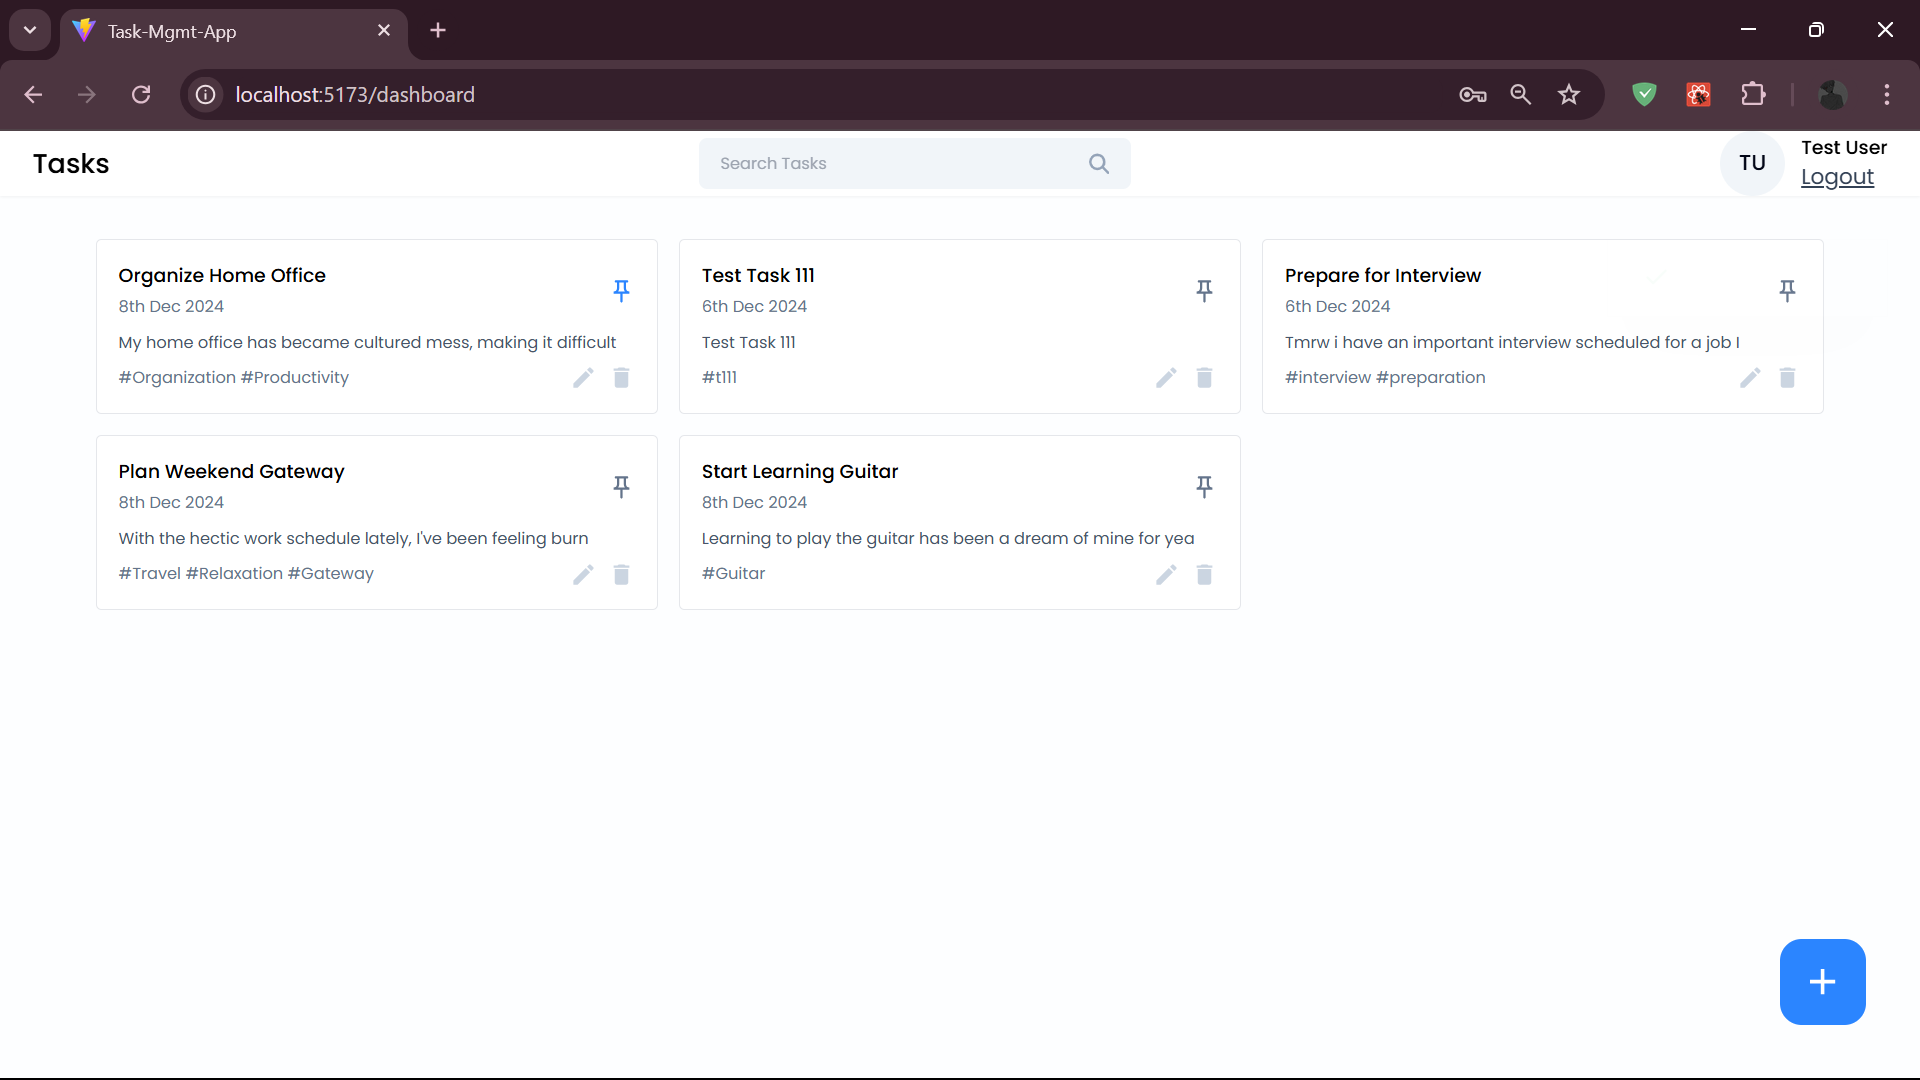 Task-Mgmt-App
localhost:5173/dashboard
Tasks
Search Tasks
TU
Test User
Logout
Organize Home Office
8th Dec 2024
My home office has became cultured mess, making it difficult
#Organization #Productivity
Test Task 111
6th Dec 2024
Test Task 111
#t111
Prepare for Interview
6th Dec 2024
Tmrw i have an important interview scheduled for a job I
#interview #preparation
Plan Weekend Gateway
8th Dec 2024
With the hectic work schedule lately, I've been feeling burn
#Travel #Relaxation #Gateway
Start Learning Guitar
8th Dec 2024
Learning to play the guitar has been a dream of mine for yea
#Guitar